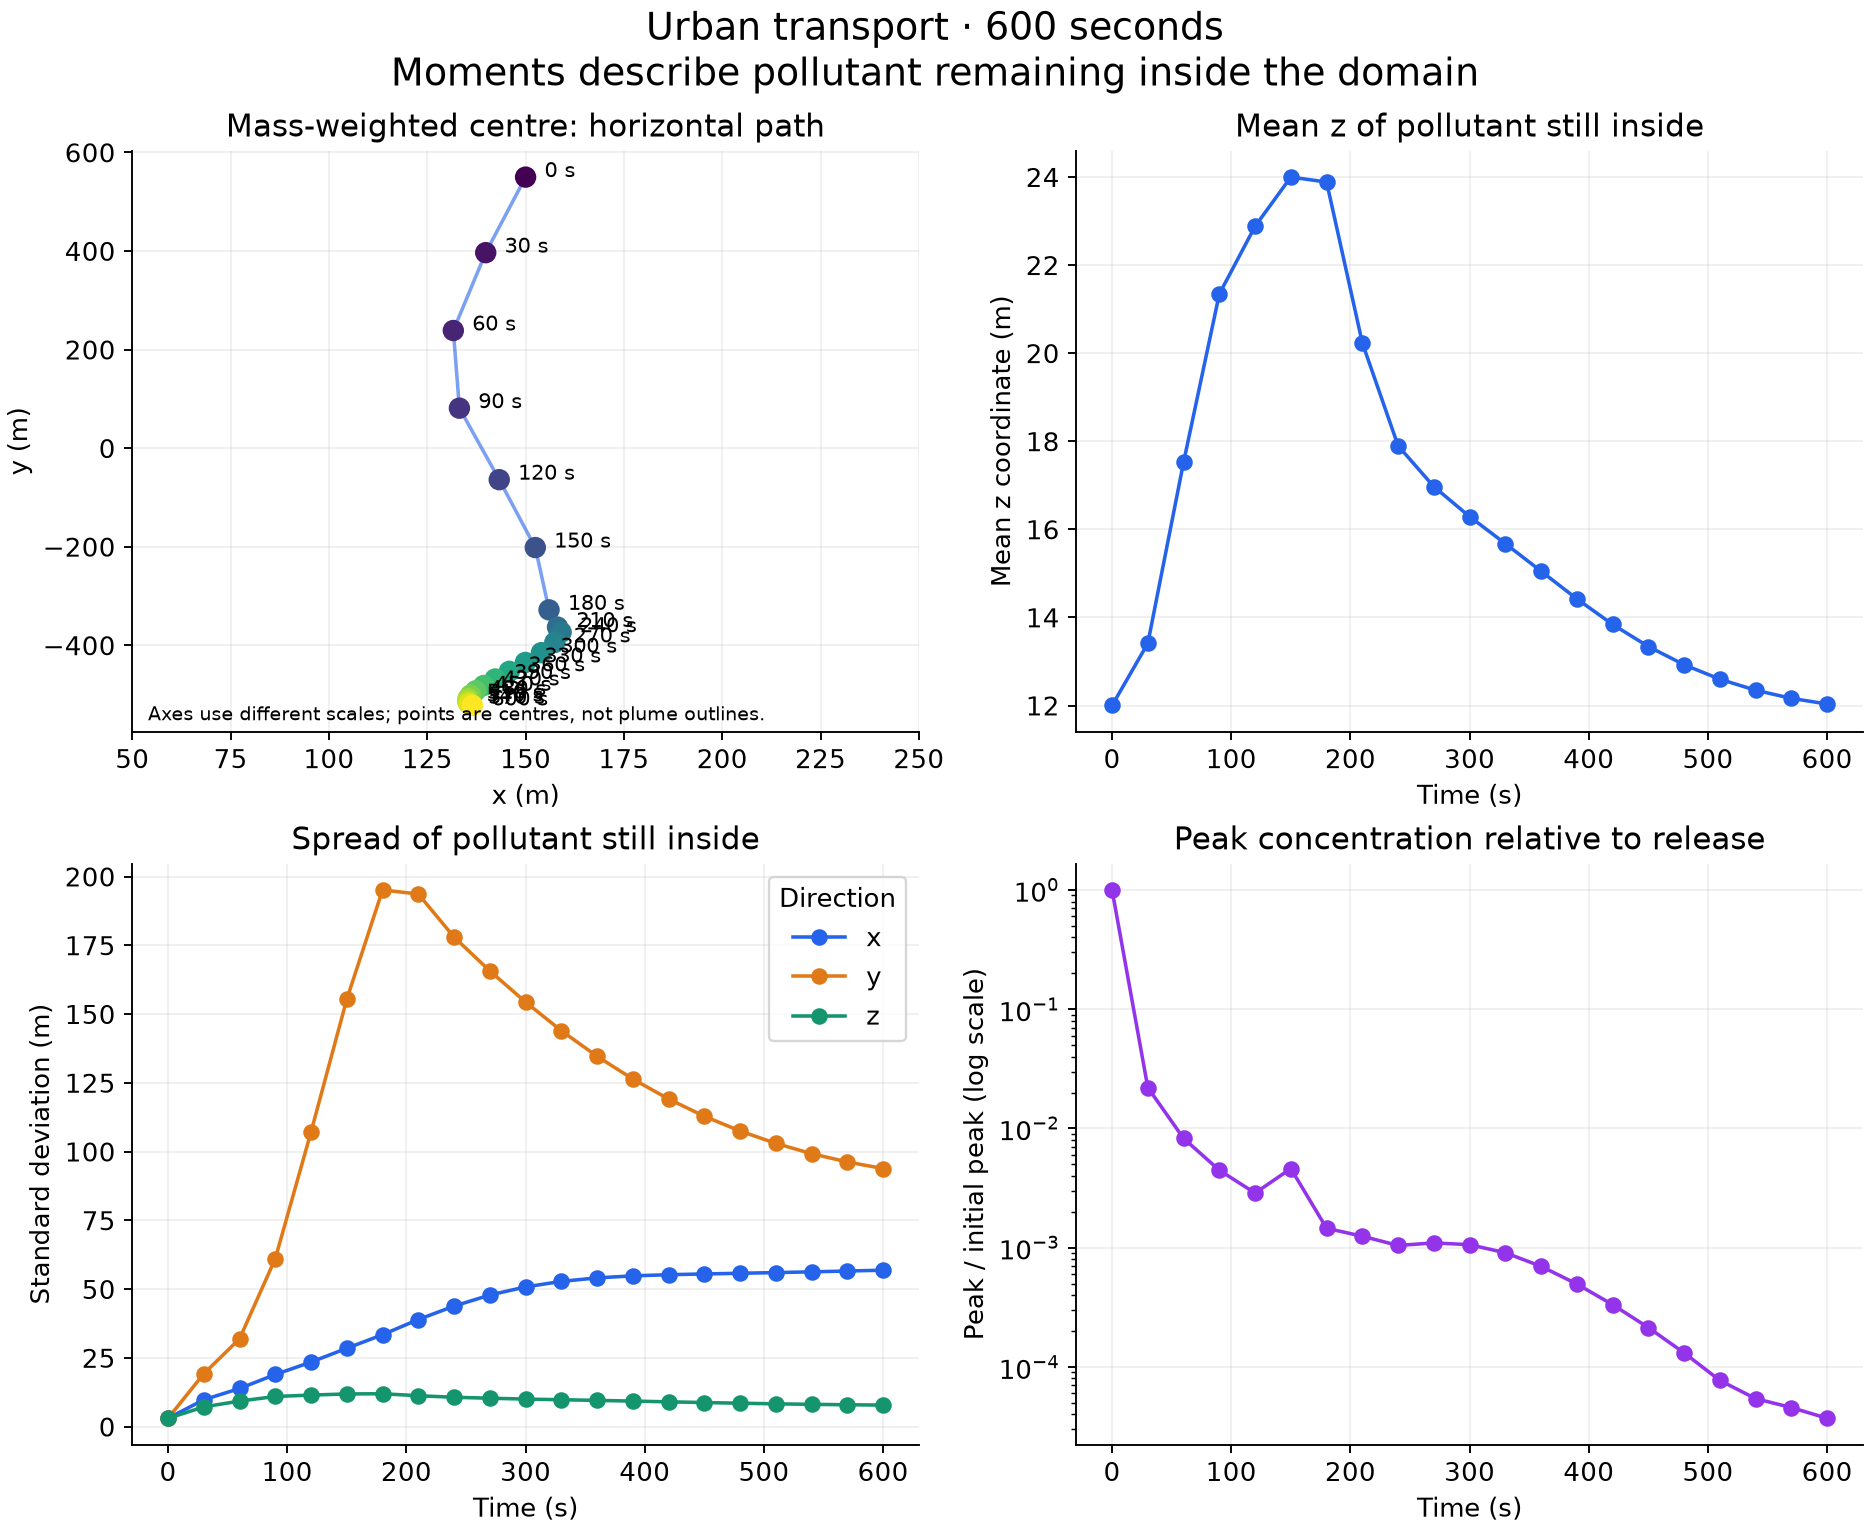 Urban transport · 600 seconds
Moments describe pollutant remaining inside the domain
Mass-weighted centre: horizontal path
600
400
200
0
−200
−400
y (m)
0 s
30 s
60 s
90 s
120 s
150 s
180 s
210 s
240 s
270 s
300 s
330 s
360 s
600 s
Axes use different scales; points are centres, not plume outlines.
50 75 100 125 150 175 200 225 250
x (m)
Mean z of pollutant still inside
24
22
20
18
16
14
12
Mean z coordinate (m)
0 100 200 300 400 500 600
Time (s)
Spread of pollutant still inside
200
175
150
125
100
75
50
25
0
Standard deviation (m)
Direction
x
y
z
0 100 200 300 400 500 600
Time (s)
Peak concentration relative to release
10⁰
10⁻¹
10⁻²
10⁻³
10⁻⁴
Peak / initial peak (log scale)
0 100 200 300 400 500 600
Time (s)